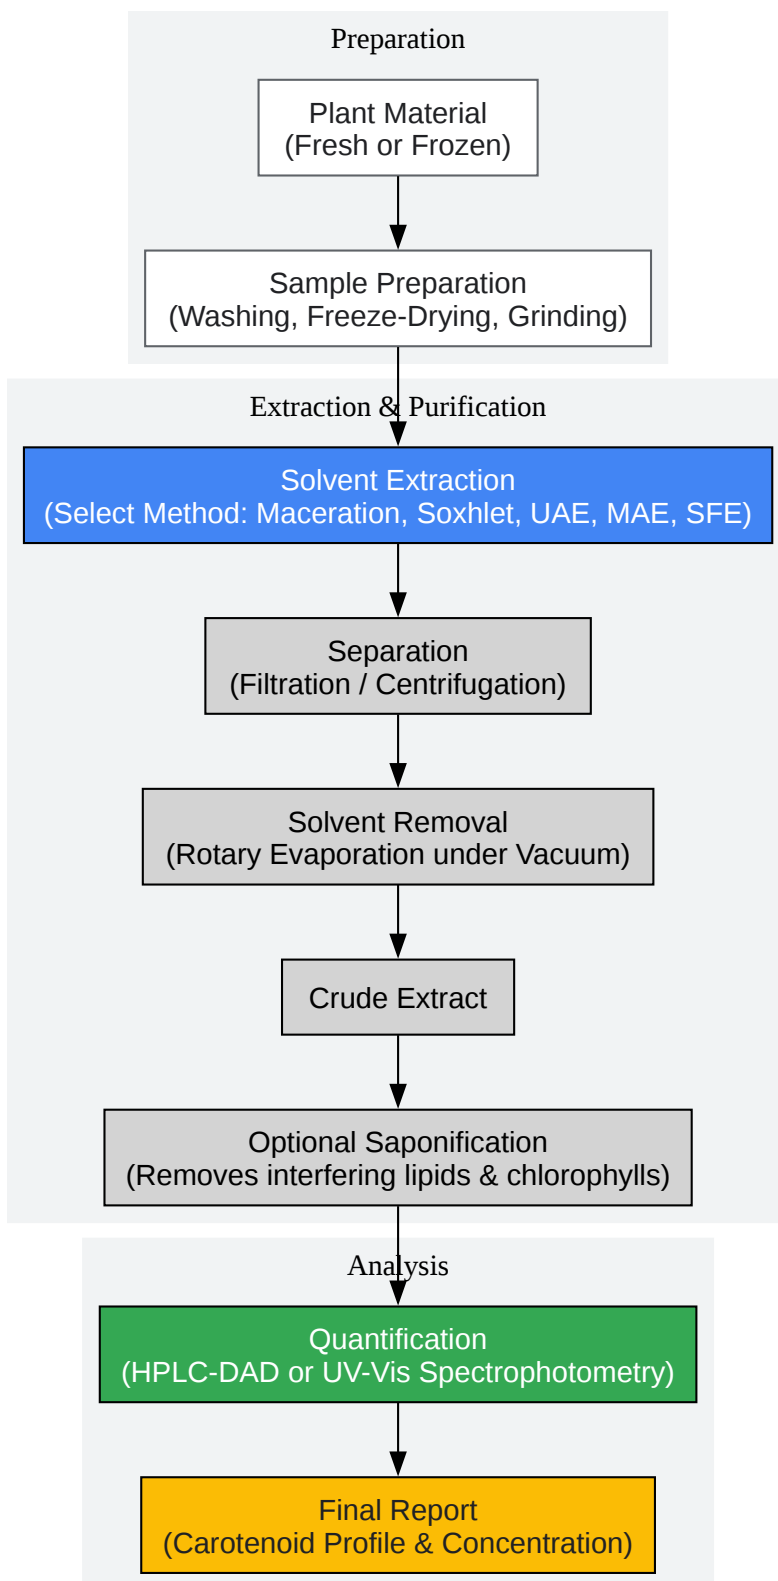 Preparation
Plant Material
(Fresh or Frozen)
Sample Preparation
(Washing, Freeze-Drying, Grinding)
Extraction & Purification
Solvent Extraction
(Select Method: Maceration, Soxhlet, UAE, MAE, SFE)
Separation
(Filtration / Centrifugation)
Solvent Removal
(Rotary Evaporation under Vacuum)
Crude Extract
Optional Saponification
(Removes interfering lipids & chlorophylls)
Analysis
Quantification
(HPLC-DAD or UV-Vis Spectrophotometry)
Final Report
(Carotenoid Profile & Concentration)